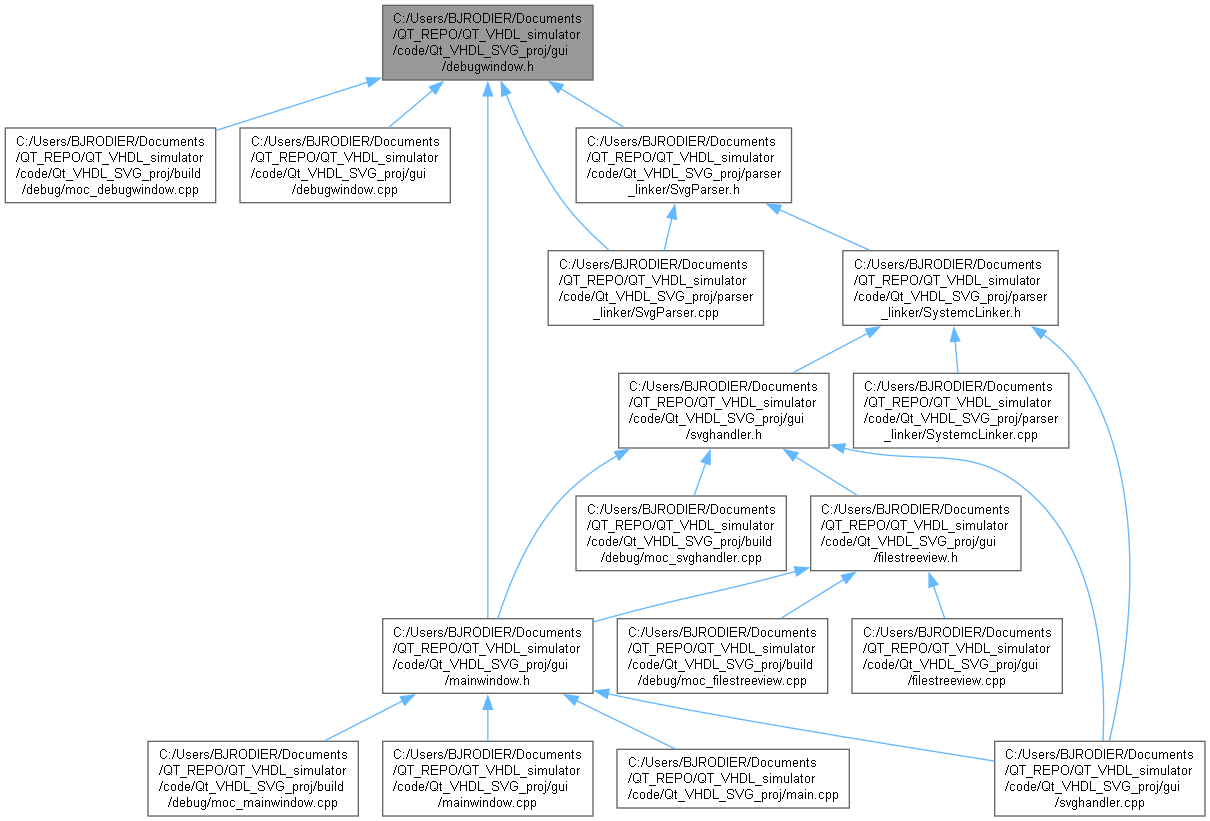 C:/Users/BJRODIER/Documents
/QT_REPO/QT_VHDL_simulator
/code/Qt_VHDL_SVG_proj/gui
/debugwindow.h
C:/Users/BJRODIER/Documents
/QT_REPO/QT_VHDL_simulator
/code/Qt_VHDL_SVG_proj/build
/debug/moc_debugwindow.cpp
C:/Users/BJRODIER/Documents
/QT_REPO/QT_VHDL_simulator
/code/Qt_VHDL_SVG_proj/gui
/debugwindow.cpp
C:/Users/BJRODIER/Documents
/QT_REPO/QT_VHDL_simulator
/code/Qt_VHDL_SVG_proj/parser
_linker/SvgParser.h
C:/Users/BJRODIER/Documents
/QT_REPO/QT_VHDL_simulator
/code/Qt_VHDL_SVG_proj/parser
_linker/SvgParser.cpp
C:/Users/BJRODIER/Documents
/QT_REPO/QT_VHDL_simulator
/code/Qt_VHDL_SVG_proj/parser
_linker/SystemcLinker.h
C:/Users/BJRODIER/Documents
/QT_REPO/QT_VHDL_simulator
/code/Qt_VHDL_SVG_proj/gui
/svghandler.h
C:/Users/BJRODIER/Documents
/QT_REPO/QT_VHDL_simulator
/code/Qt_VHDL_SVG_proj/parser
_linker/SystemcLinker.cpp
C:/Users/BJRODIER/Documents
/QT_REPO/QT_VHDL_simulator
/code/Qt_VHDL_SVG_proj/build
/debug/moc_svghandler.cpp
C:/Users/BJRODIER/Documents
/QT_REPO/QT_VHDL_simulator
/code/Qt_VHDL_SVG_proj/gui
/filestreeview.h
C:/Users/BJRODIER/Documents
/QT_REPO/QT_VHDL_simulator
/code/Qt_VHDL_SVG_proj/gui
/mainwindow.h
C:/Users/BJRODIER/Documents
/QT_REPO/QT_VHDL_simulator
/code/Qt_VHDL_SVG_proj/build
/debug/moc_filestreeview.cpp
C:/Users/BJRODIER/Documents
/QT_REPO/QT_VHDL_simulator
/code/Qt_VHDL_SVG_proj/gui
/filestreeview.cpp
C:/Users/BJRODIER/Documents
/QT_REPO/QT_VHDL_simulator
/code/Qt_VHDL_SVG_proj/build
/debug/moc_mainwindow.cpp
C:/Users/BJRODIER/Documents
/QT_REPO/QT_VHDL_simulator
/code/Qt_VHDL_SVG_proj/gui
/mainwindow.cpp
C:/Users/BJRODIER/Documents
/QT_REPO/QT_VHDL_simulator
/code/Qt_VHDL_SVG_proj/main.cpp
C:/Users/BJRODIER/Documents
/QT_REPO/QT_VHDL_simulator
/code/Qt_VHDL_SVG_proj/gui
/svghandler.cpp